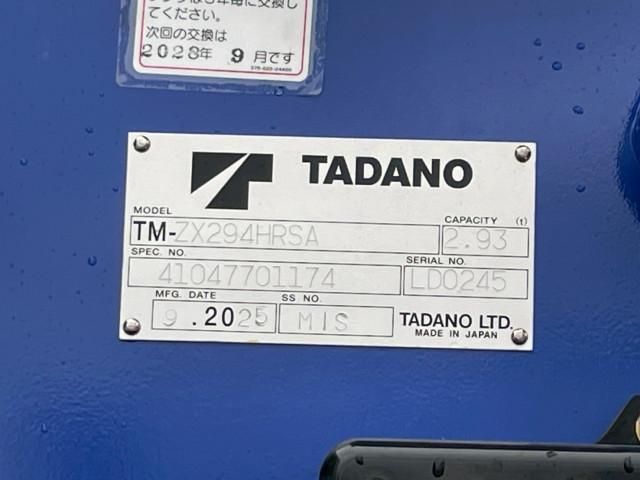 てください。
次回の交換は
2028年 9月です
TADANO
MODEL
TM-ZX294HRSA
CAPACITY (t)
2.93
SPEC. NO.
41047701174
SERIAL NO.
LD0245
MFG. DATE
9 .2025
SS NO.
MIS
TADANO LTD.
MADE IN JAPAN